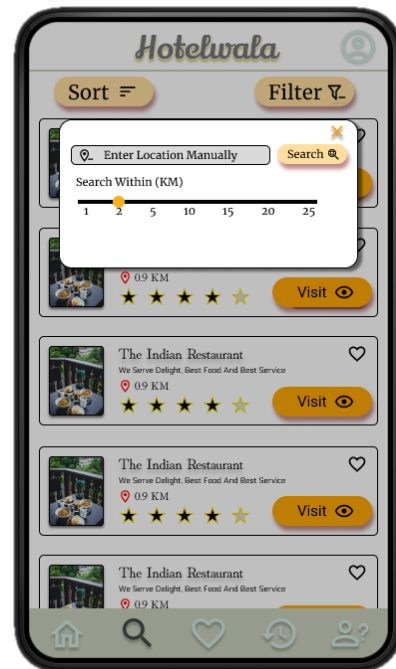 Hotelwala
Sort
Filter
Enter Location Manually
Search
Search Within (KM)
1 2 5 10 15 20 25
0.9 KM
Visit
The Indian Restaurant
We Serve Delight, Best Food And Best Service
0.9 KM
Visit
The Indian Restaurant
We Serve Delight, Best Food And Best Service
0.9 KM
Visit
The Indian Restaurant
We Serve Delight, Best Food And Best Service
0.9 KM